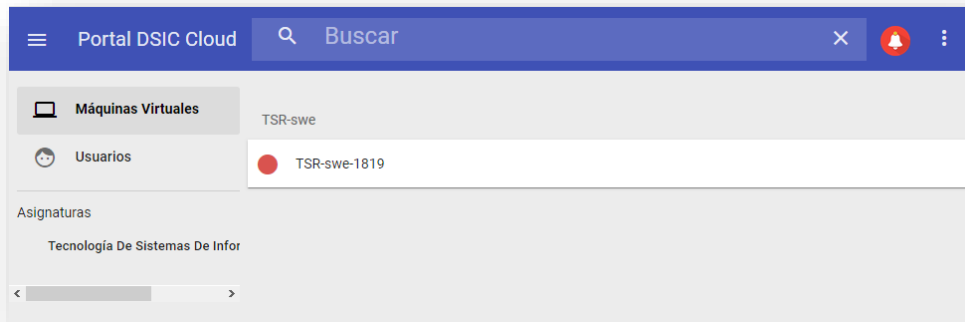 Portal DSIC Cloud
Buscar
Máquinas Virtuales
Usuarios
Asignaturas
Tecnología De Sistemas De Infor
TSR-swe
TSR-swe-1819